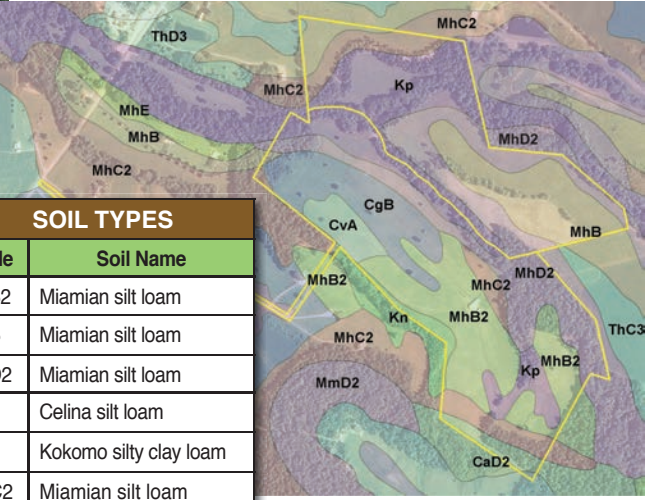 MhC2
ThD3
Kp
MhC2
MhE
MhB
MhD2
MhC2
CgB
CvA
MhB
MhD2
MhB2
MhC2
Kn
MhB2
ThC3
MhC2
MhB2
Kp
MmD2
CaD2
SOIL TYPES
Soil Name
Miamian silt loam
Miamian silt loam
Miamian silt loam
Celina silt loam
Kokomo silty clay loam
Miamian silt loam